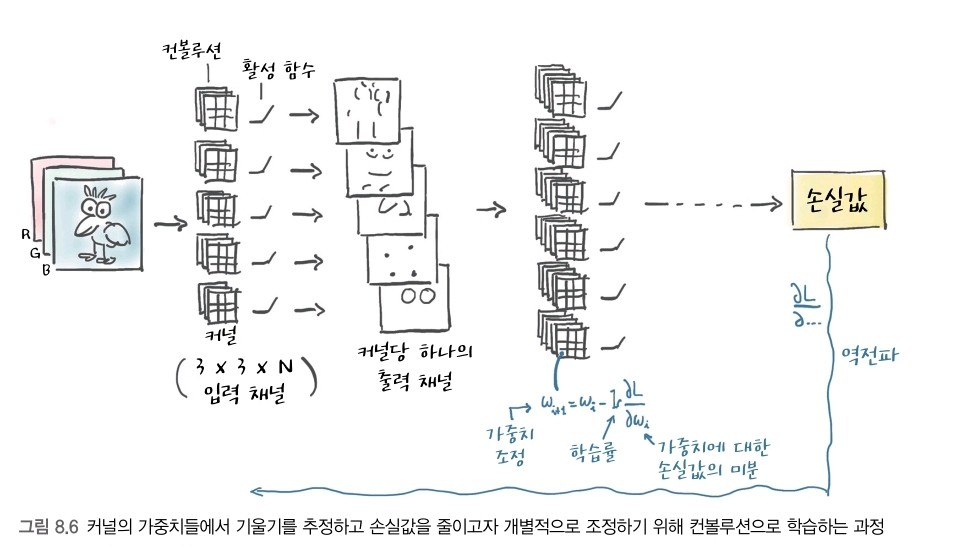 컨볼루션
활성 함수
R
G
B
커널
( 3 x 3 x N )
입력 채널
커널당 하나의
출력 채널
손실값
∂L
∂...
역전파
wᵢ₊₁ = wᵢ - lr ∂L
∂wᵢ
가중치
조정
학습률
가중치에 대한
손실값의 미분
그림 8.6 커널의 가중치들에서 기울기를 추정하고 손실값을 줄이고자 개별적으로 조정하기 위해 컨볼루션으로 학습하는 과정